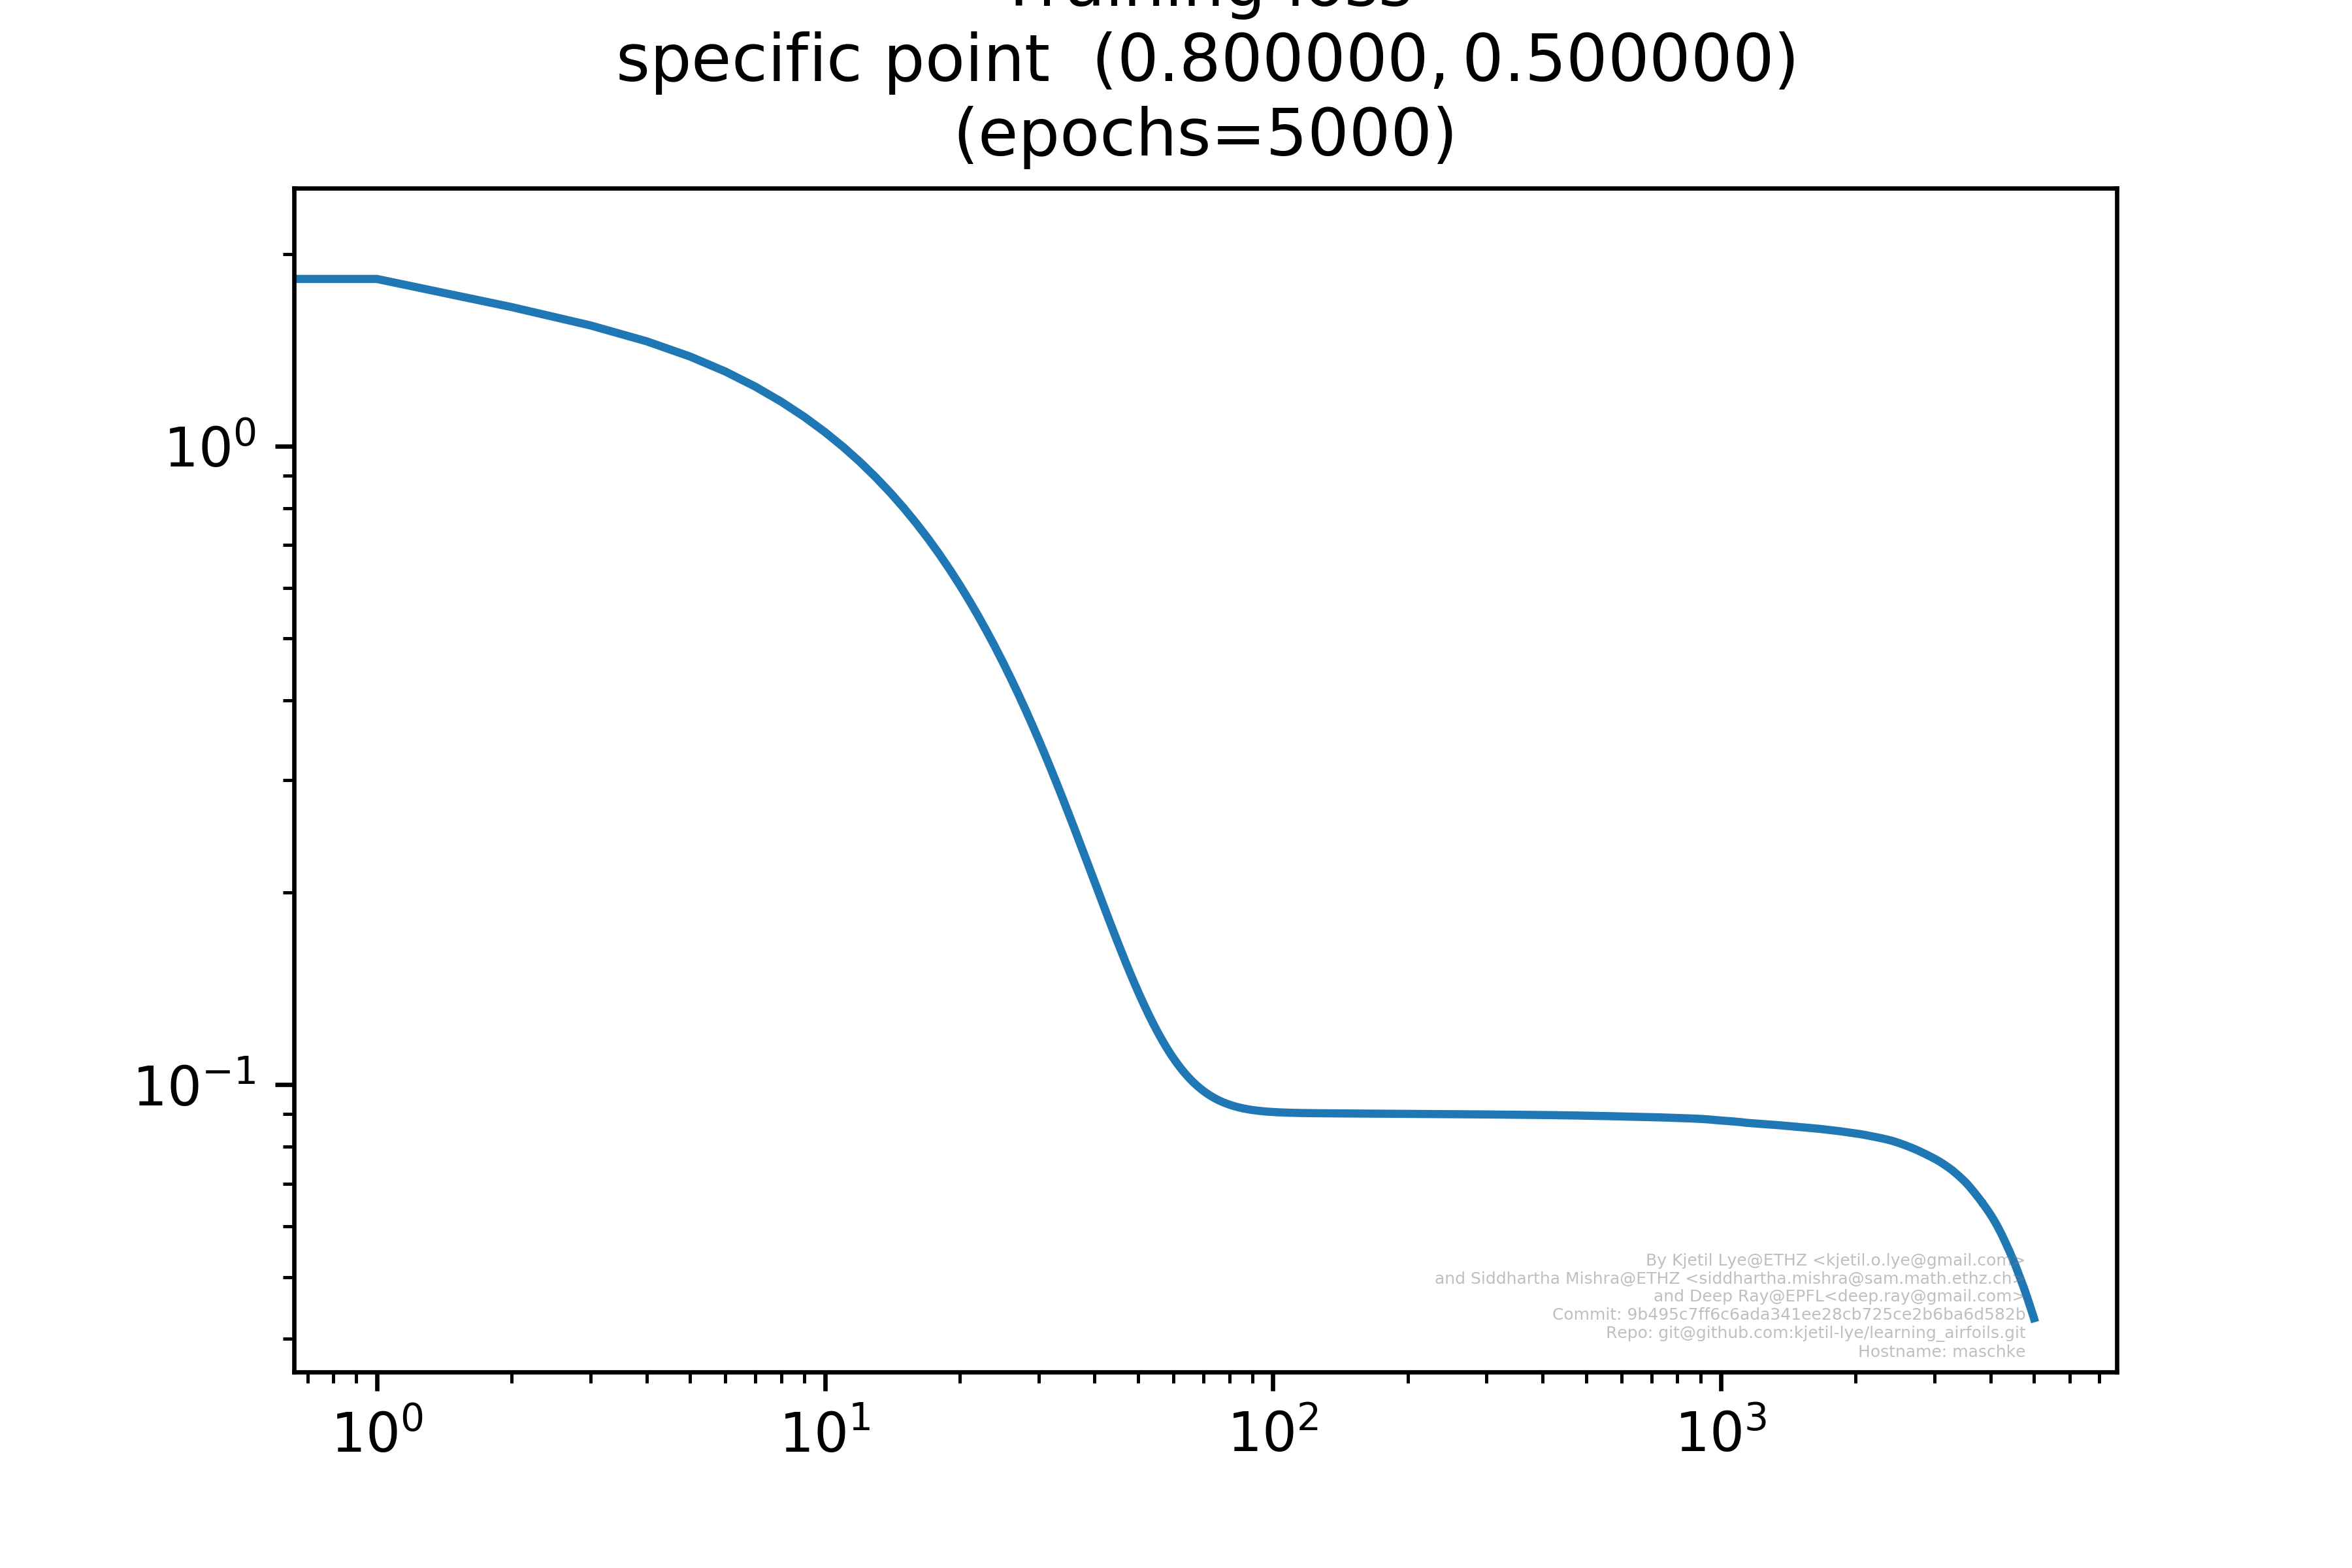 Training loss
specific point (0.800000, 0.500000)
(epochs=5000)
10⁰
10⁻¹
By Kjetil Lye@ETHZ <kjetil.o.lye@gmail.com>
and Siddhartha Mishra@ETHZ <siddhartha.mishra@sam.math.ethz.ch>
and Deep Ray@EPFL<deep.ray@gmail.com>
Commit: 9b495c7ff6c6ada341ee28cb725ce2b6ba6d582b
Repo: git@github.com:kjetil-lye/learning_airfoils.git
Hostname: maschke
10⁰ 10¹ 10² 10³